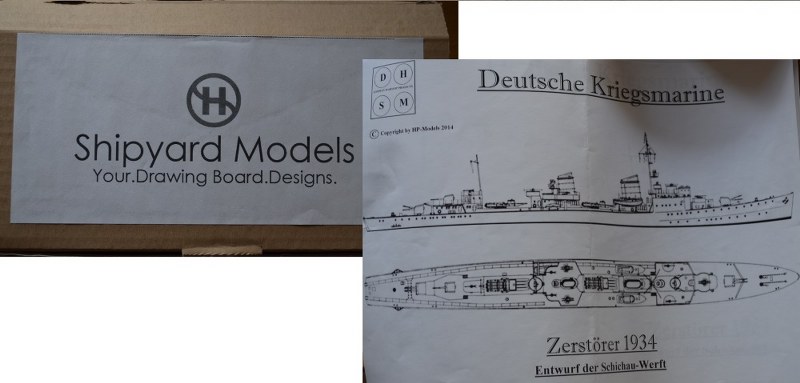 H
Shipyard Models
Your.Drawing Board.Designs.
D H
S M
Deutsche Kriegsmarine
© Copyright by HP-Models 2014
Zerstörer 1934
Entwurf der Schichau-Werft